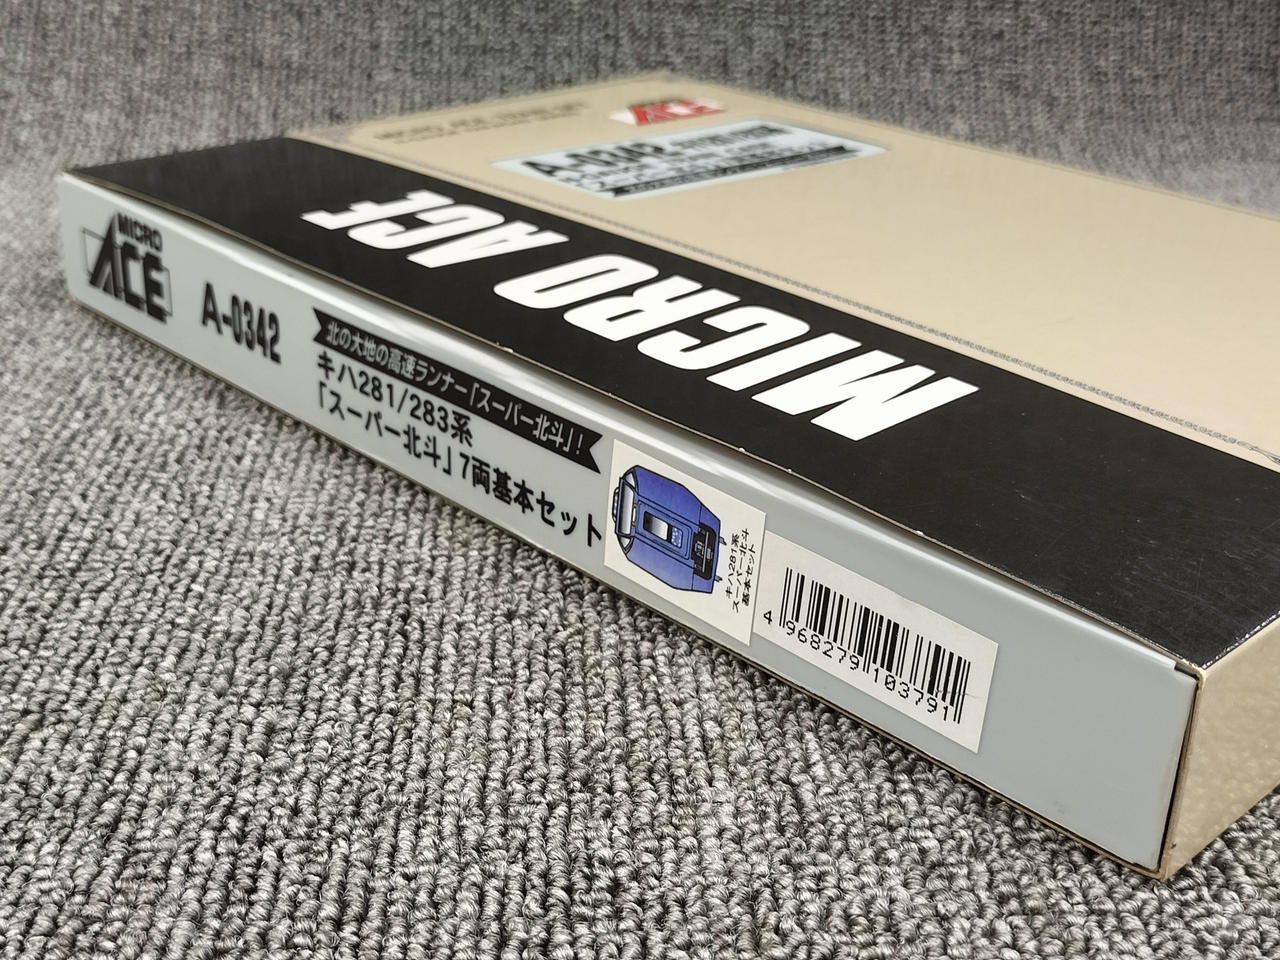 ACE
A-0342
MICRO ACE
MICRO
ACE
A-0342
北の大地の高速ランナー「スーパー北斗」!
キハ281/283系
「スーパー北斗」7両基本セット
キハ281系
スーパー北斗
基本セット
4 968279 103791